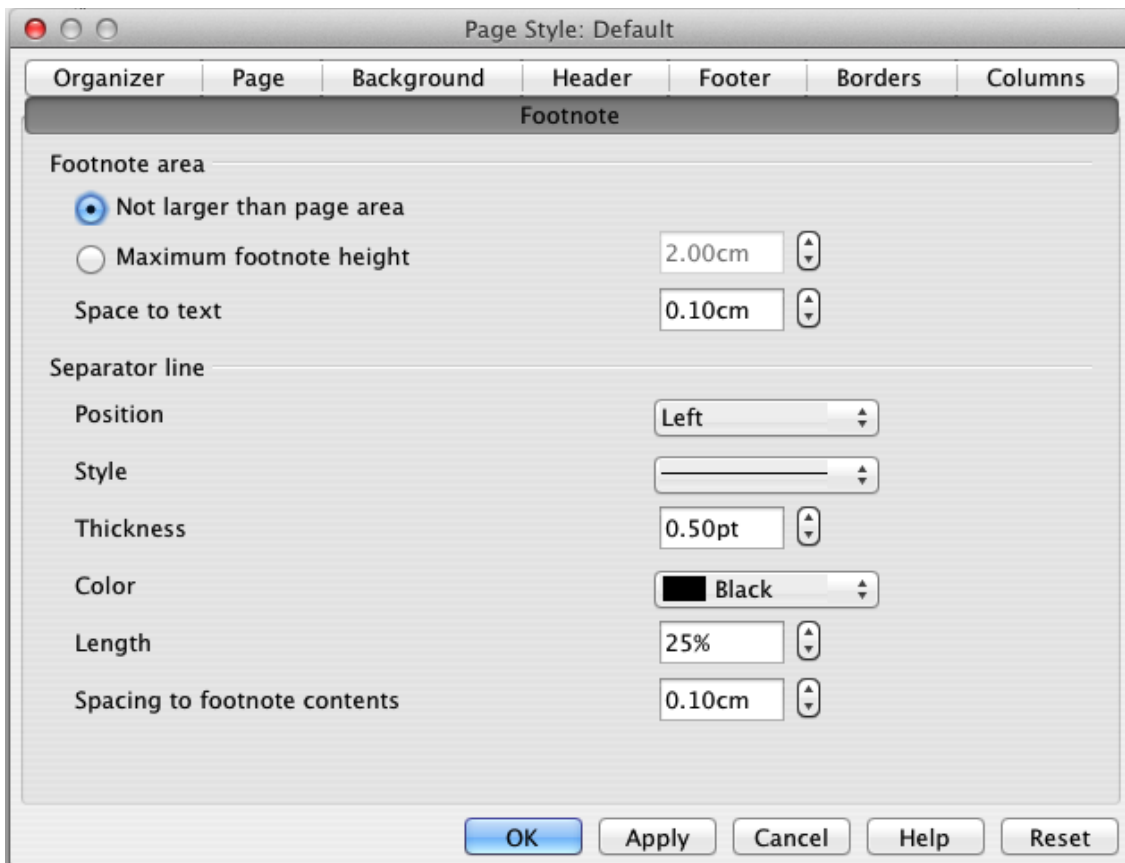 Page Style: Default
Organizer Page Background Header Footer Borders Columns
Footnote
Footnote area
Not larger than page area
Maximum footnote height 2.00cm
Space to text 0.10cm
Separator line
Position Left
Style
Thickness 0.50pt
Color Black
Length 25%
Spacing to footnote contents 0.10cm
OK Apply Cancel Help Reset